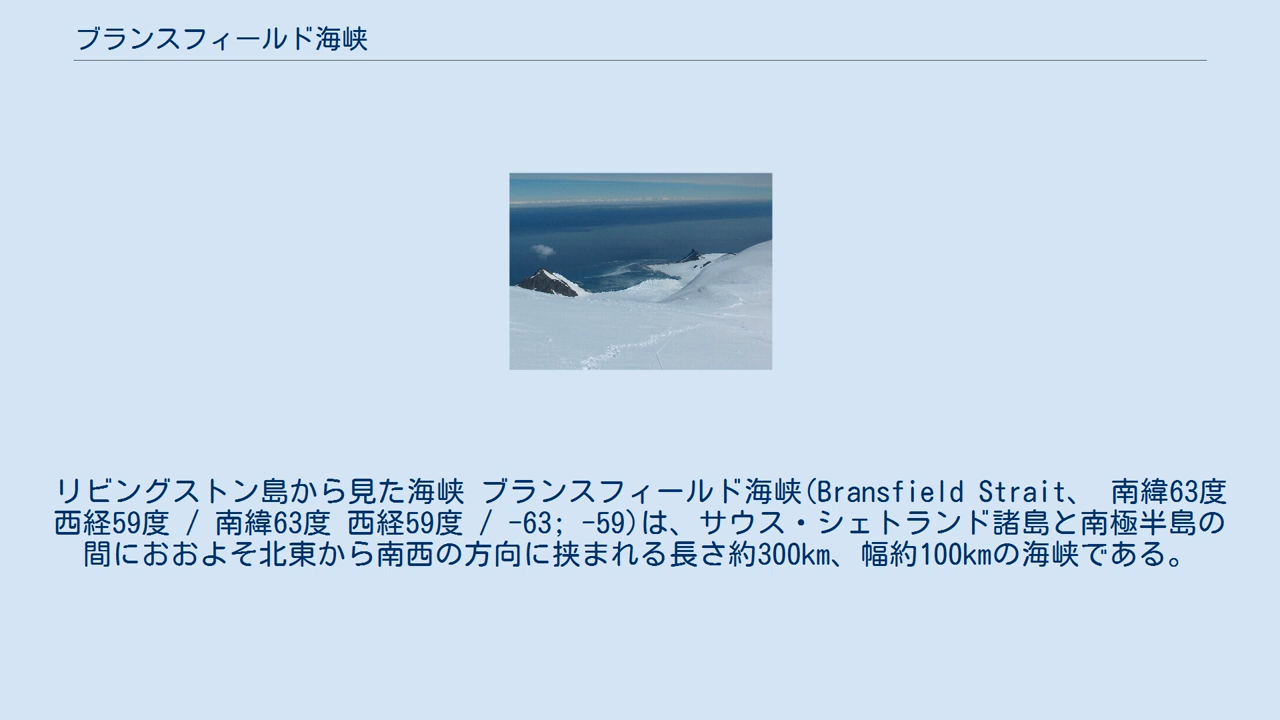 ブランスフィールド海峡
リビングストン島から見た海峡 ブランスフィールド海峡(Bransfield Strait、 南緯63度
西経59度 / 南緯63度 西経59度 / -63; -59)は、サウス・シェトランド諸島と南極半島の
間におおよそ北東から南西の方向に挟まれる長さ約300km、幅約100kmの海峡である。